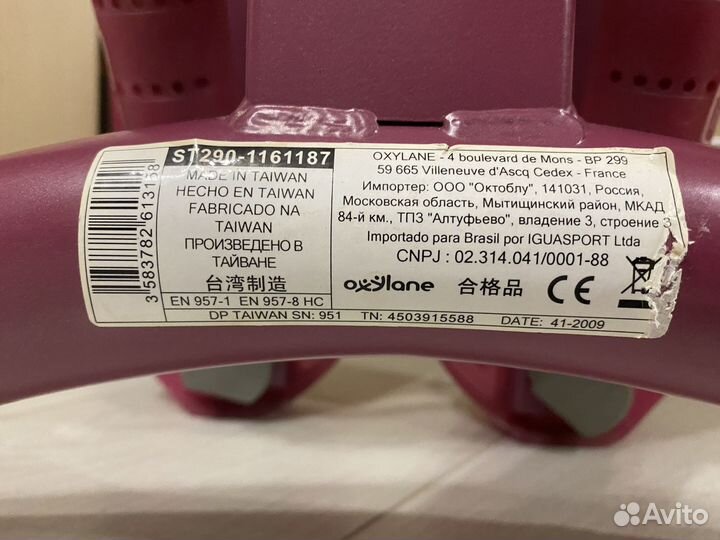 3 583782 613158
ST290-1161187
MADE IN TAIWAN
HECHO EN TAIWAN
FABRICADO NA
TAIWAN
ПРОИЗВЕДЕНО В
ТАЙВАНЕ
台湾制造
EN 957-1 EN 957-8 HC
OXYLANE - 4 boulevard de Mons - BP 299
59 665 Villeneuve d'Ascq Cedex - France
Импортер: ООО "Октоблу", 141031, Россия,
Московская область, Мытищинский район, МКАД
84-й км., ТПЗ "Алтуфьево", владение 3, строение 3
Importado para Brasil por IGUASPORT Ltda
CNPJ : 02.314.041/0001-88
oxylane 合格品 CE
DP TAIWAN SN: 951 TN: 4503915588 DATE: 41-2009
Avito